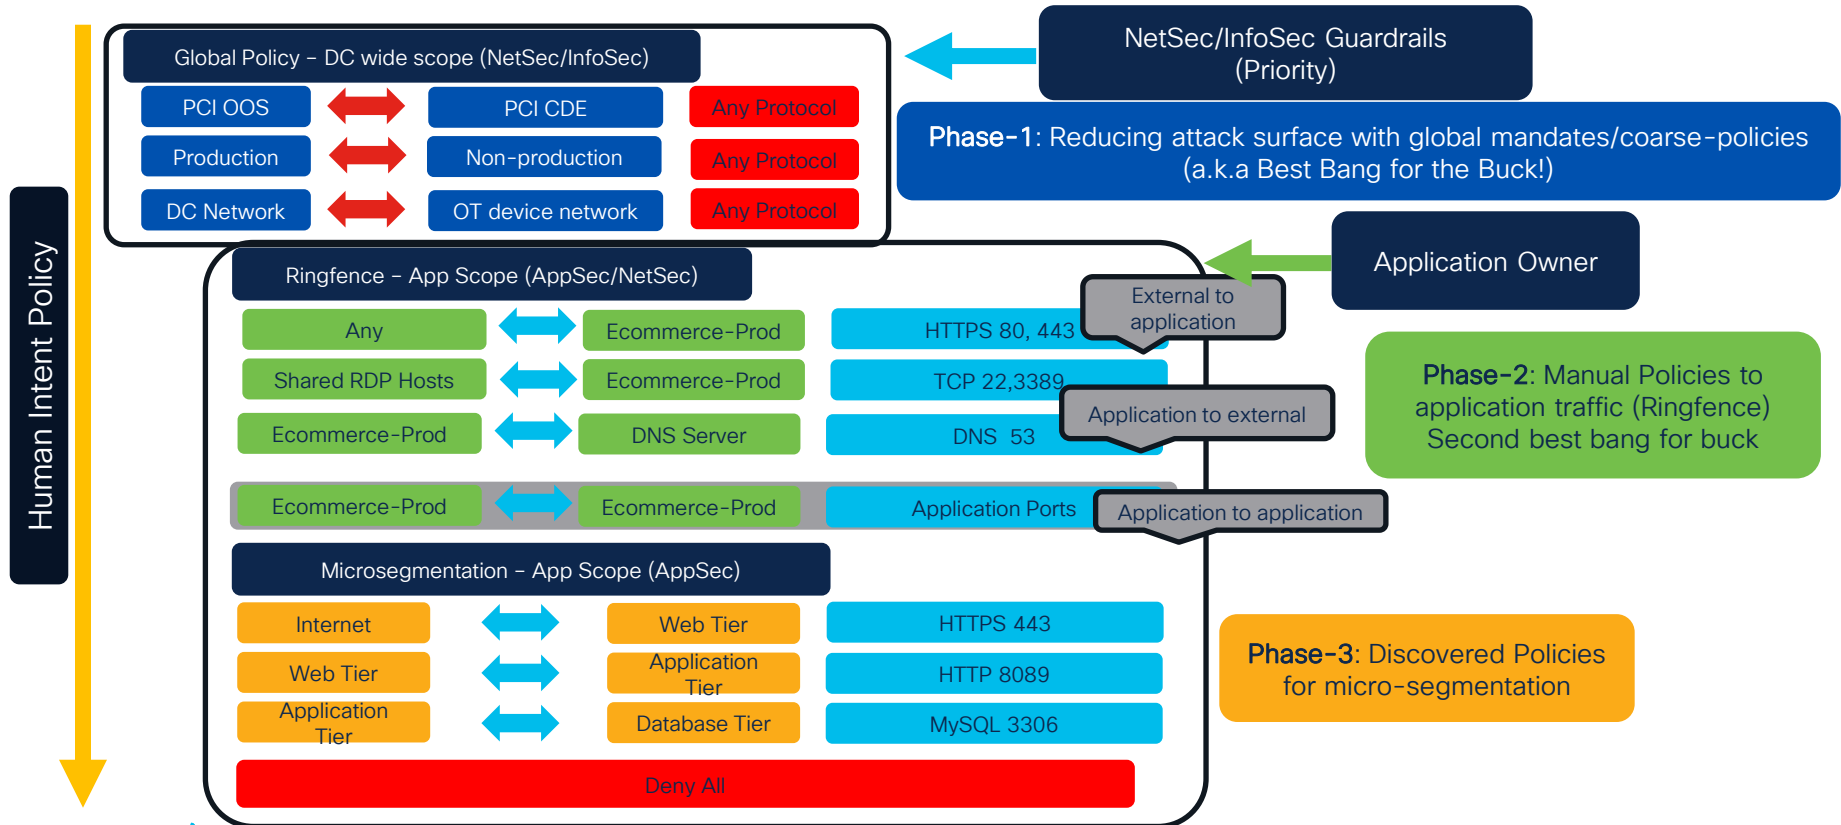 Human Intent Policy
Global Policy – DC wide scope (NetSec/InfoSec)
PCI OOS
PCI CDE
Any Protocol
Production
Non-production
Any Protocol
DC Network
OT device network
Any Protocol
NetSec/InfoSec Guardrails
(Priority)
Phase-1: Reducing attack surface with global mandates/coarse-policies
(a.k.a Best Bang for the Buck!)
Ringfence – App Scope (AppSec/NetSec)
Application Owner
Any
Ecommerce-Prod
HTTPS 80, 443
External to
application
Shared RDP Hosts
Ecommerce-Prod
TCP 22,3389
Ecommerce-Prod
DNS Server
DNS 53
Application to external
Phase-2: Manual Policies to
application traffic (Ringfence)
Second best bang for buck
Ecommerce-Prod
Ecommerce-Prod
Application Ports
Application to application
Microsegmentation – App Scope (AppSec)
Internet
Web Tier
HTTPS 443
Web Tier
Application
Tier
HTTP 8089
Application
Tier
Database Tier
MySQL 3306
Phase-3: Discovered Policies
for micro-segmentation
Deny All